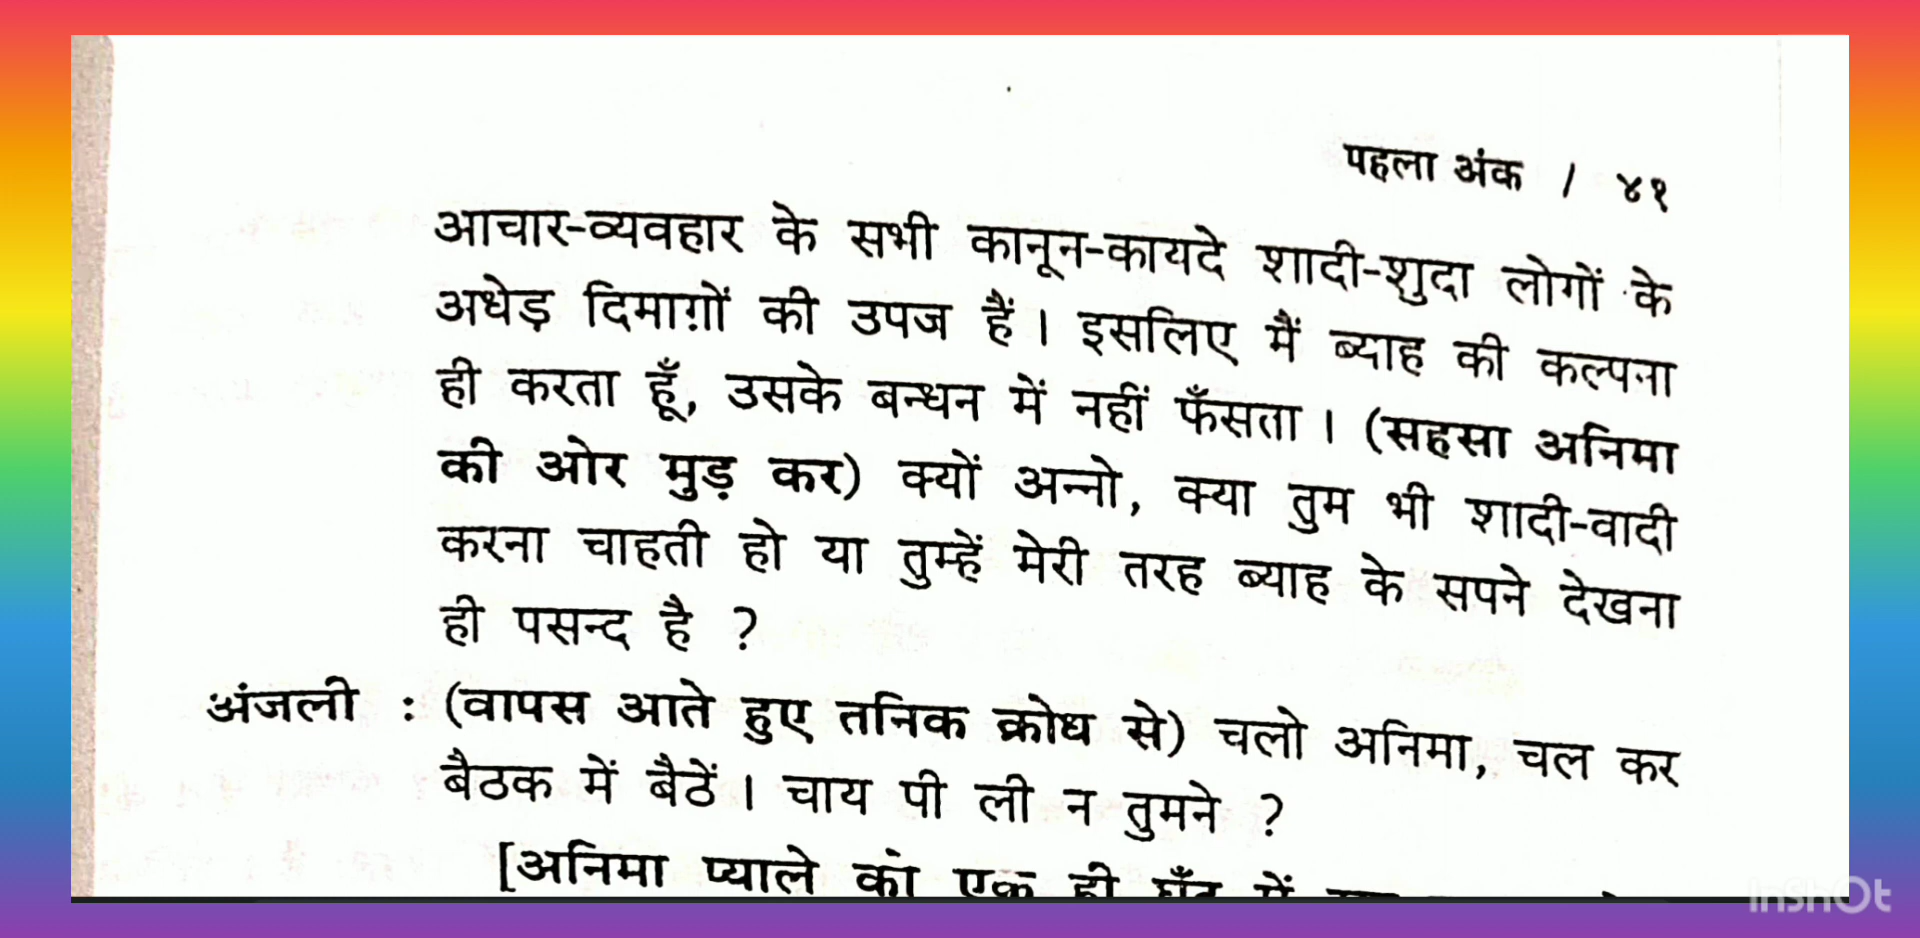 पहला अंक / ४१
आचार-व्यवहार के सभी कानून-कायदे शादी-शुदा लोगों के
अधेड़ दिमाग़ों की उपज हैं । इसलिए मैं ब्याह की कल्पना
ही करता हूँ, उसके बन्धन में नहीं फँसता । (सहसा अनिमा
की ओर मुड़ कर) क्यों अन्नो, क्या तुम भी शादी-वादी
करना चाहती हो या तुम्हें मेरी तरह ब्याह के सपने देखना
ही पसन्द है ?
अंजली : (वापस आते हुए तनिक क्रोध से) चलो अनिमा, चल कर
बैठक में बैठें । चाय पी ली न तुमने ?
[अनिमा प्याले को एक ही घूँट में
InShOt